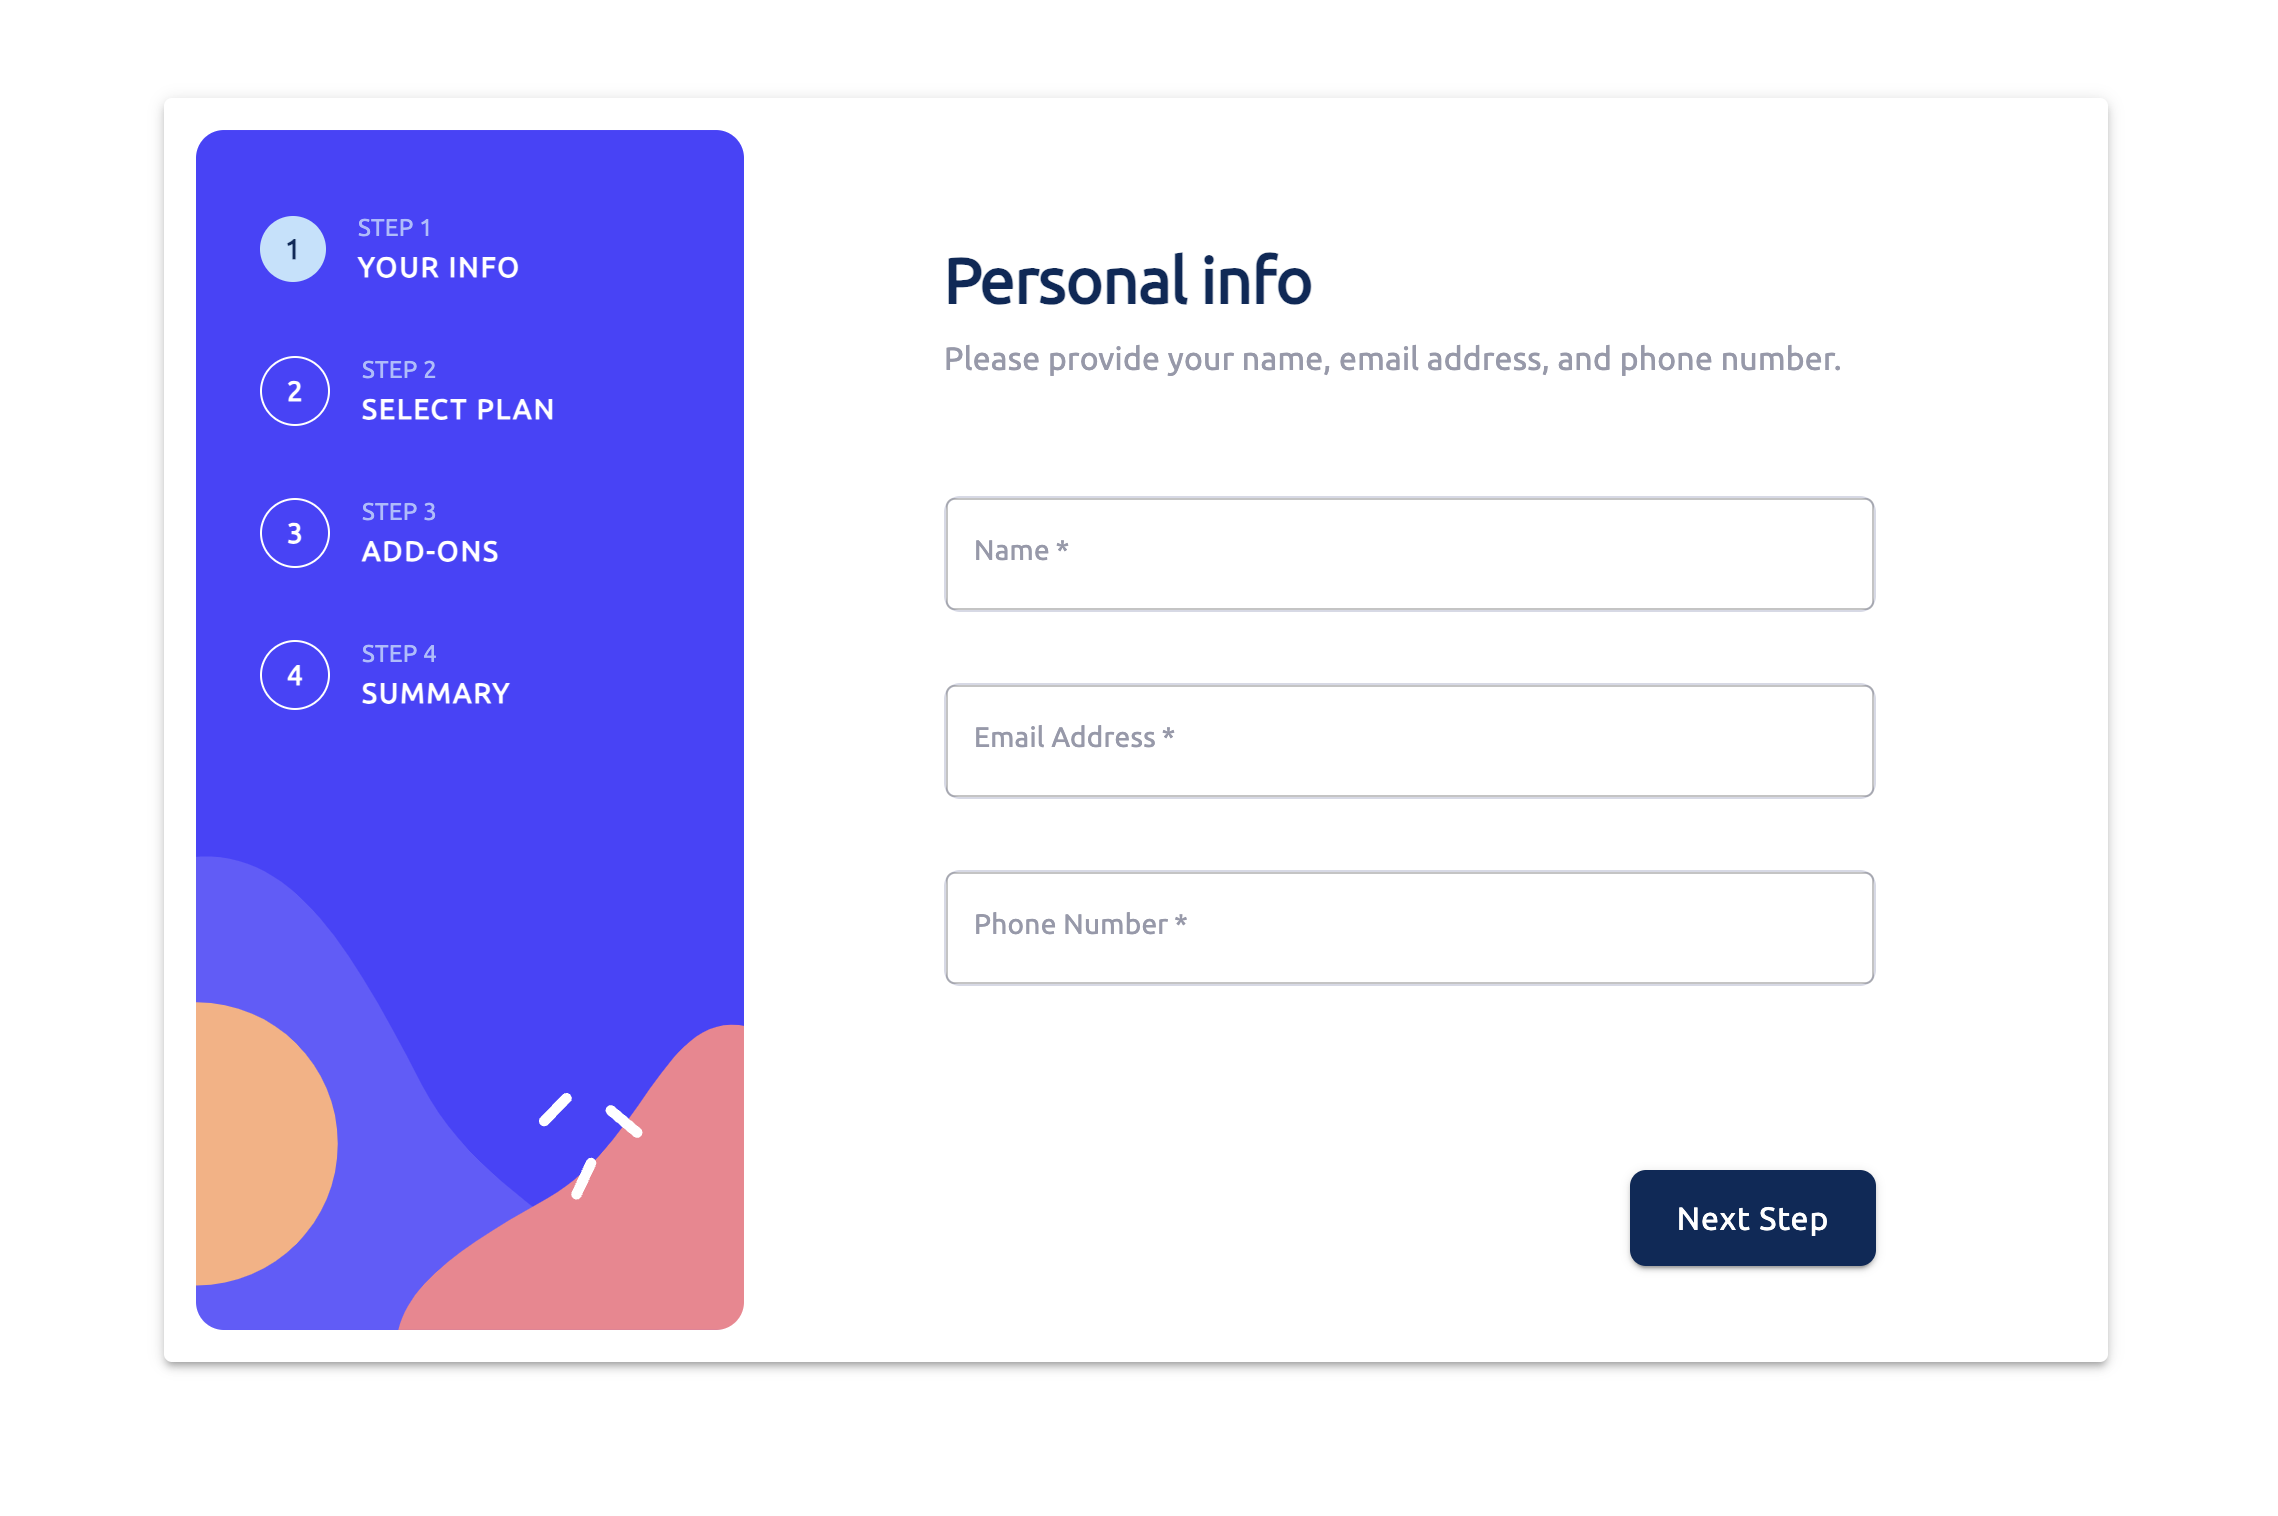 1
STEP 1
YOUR INFO
2
STEP 2
SELECT PLAN
3
STEP 3
ADD-ONS
4
STEP 4
SUMMARY
Personal info
Please provide your name, email address, and phone number.
Name *
Email Address *
Phone Number *
Next Step